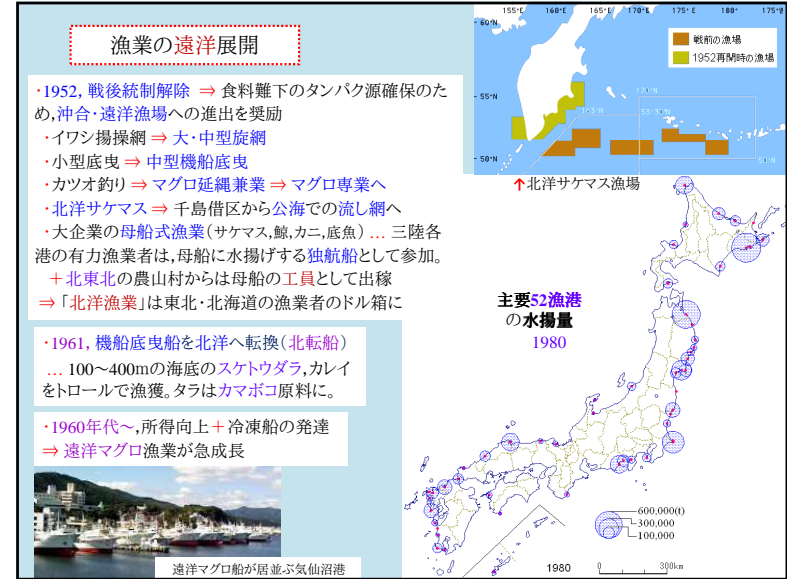 漁業の遠洋展開
・1952, 戦後統制解除 ⇒ 食料難下のタンパク源確保のた
め,沖合・遠洋漁場への進出を奨励
・イワシ揚操網 ⇒ 大・中型旋網
・小型底曳 ⇒ 中型機船底曳
・カツオ釣り ⇒ マグロ延縄兼業 ⇒ マグロ専業へ
・北洋サケマス ⇒ 千島借区から公海での流し網へ
・大企業の母船式漁業(サケマス,鯨,カニ,底魚) … 三陸各
港の有力漁業者は,母船に水揚げする独航船として参加。
＋北東北の農山村からは母船の工員として出稼
⇒ 「北洋漁業」は東北・北海道の漁業者のドル箱に
・1961, 機船底曳船を北洋へ転換(北転船)
… 100～400mの海底のスケトウダラ,カレイ
をトロールで漁獲。タラはカマボコ原料に。
・1960年代～,所得向上＋冷凍船の発達
⇒ 遠洋マグロ漁業が急成長
遠洋マグロ船が居並ぶ気仙沼港
155°E 160°E 165°E 170°E 175°E 180° 175°W
60°N
55°N
50°N
戦前の漁場
1952再開時の漁場
170°E
165°E
53°30'N
50°N
↑北洋サケマス漁場
主要52漁港
の水揚量
1980
600,000(t)
300,000
100,000
1980
0 300km